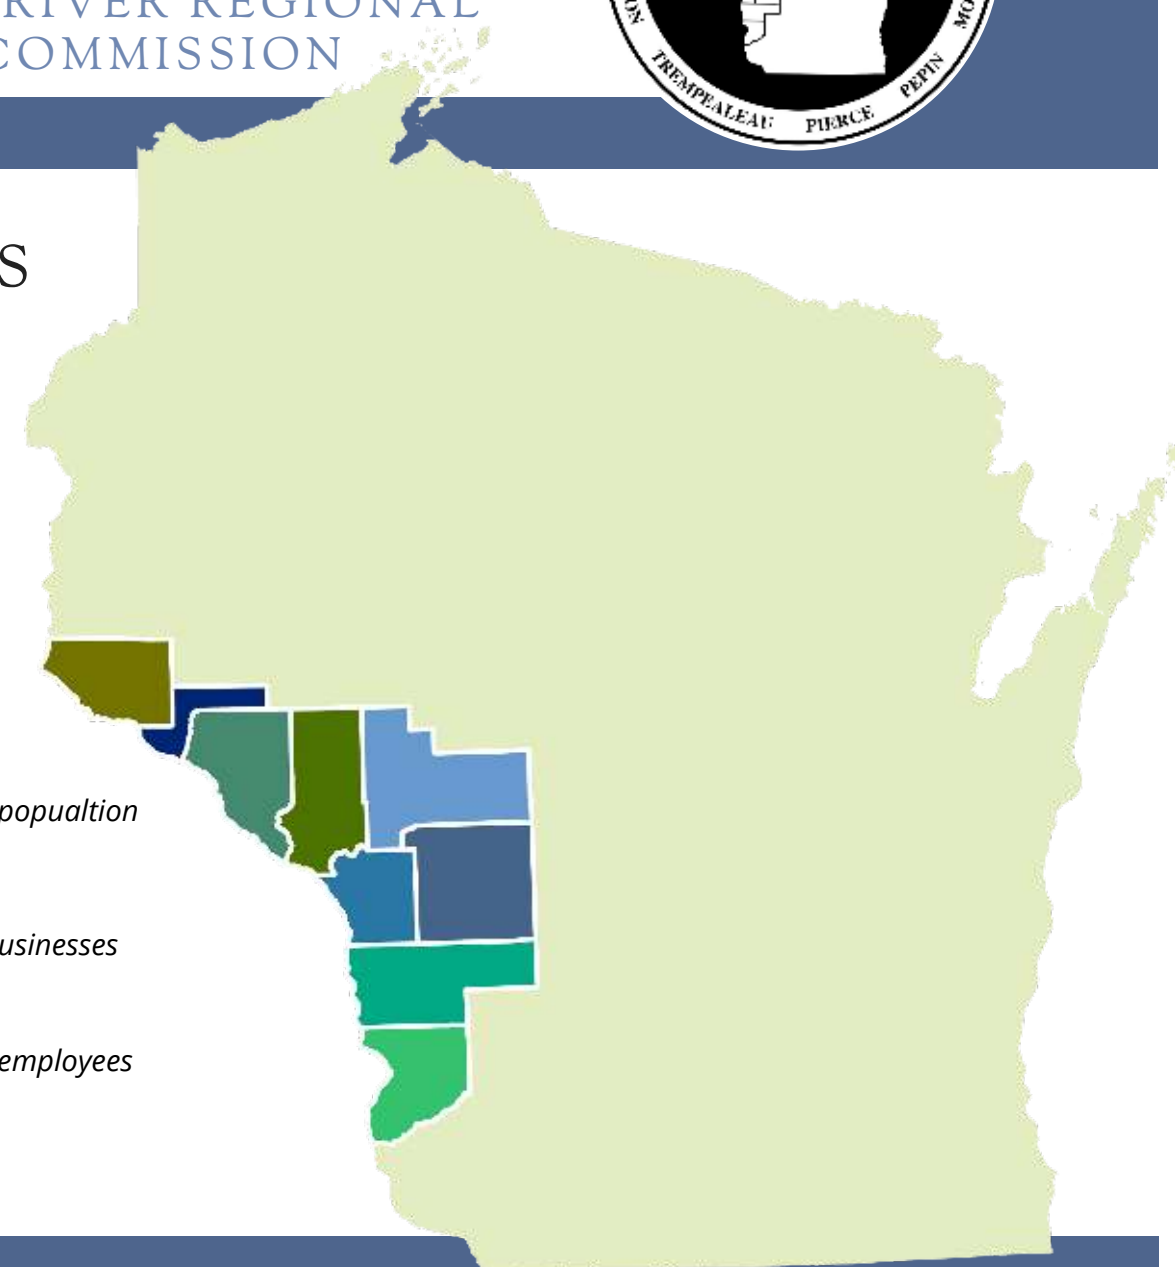 RIVER REGIONAL
COMMISSION
TREMPEALEAU PIERCE PEPIN
S
popualtion
usinesses
employees